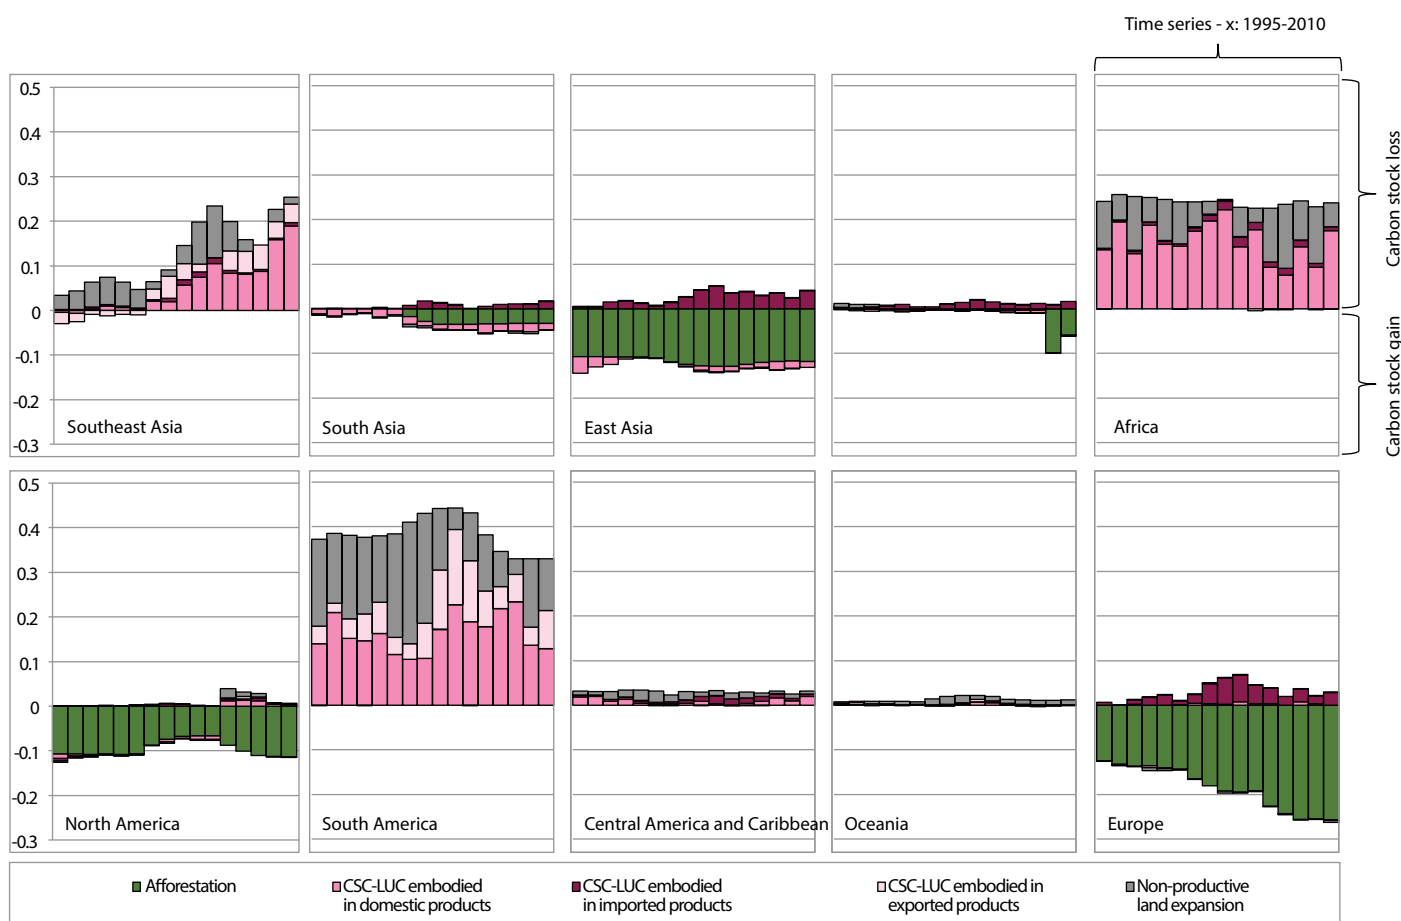 Time series - x: 1995-2010
0.5
0.4
0.3
0.2
0.1
0
-0.1
-0.2
-0.3
Southeast Asia
South Asia
East Asia
Africa
Carbon stock loss
Carbon stock gain
0.5
0.4
0.3
0.2
0.1
0
-0.1
-0.2
-0.3
North America
South America
Central America and Caribbean
Oceania
Europe
Afforestation
CSC-LUC embodied
in domestic products
CSC-LUC embodied
in imported products
CSC-LUC embodied in
exported products
Non-productive
land expansion